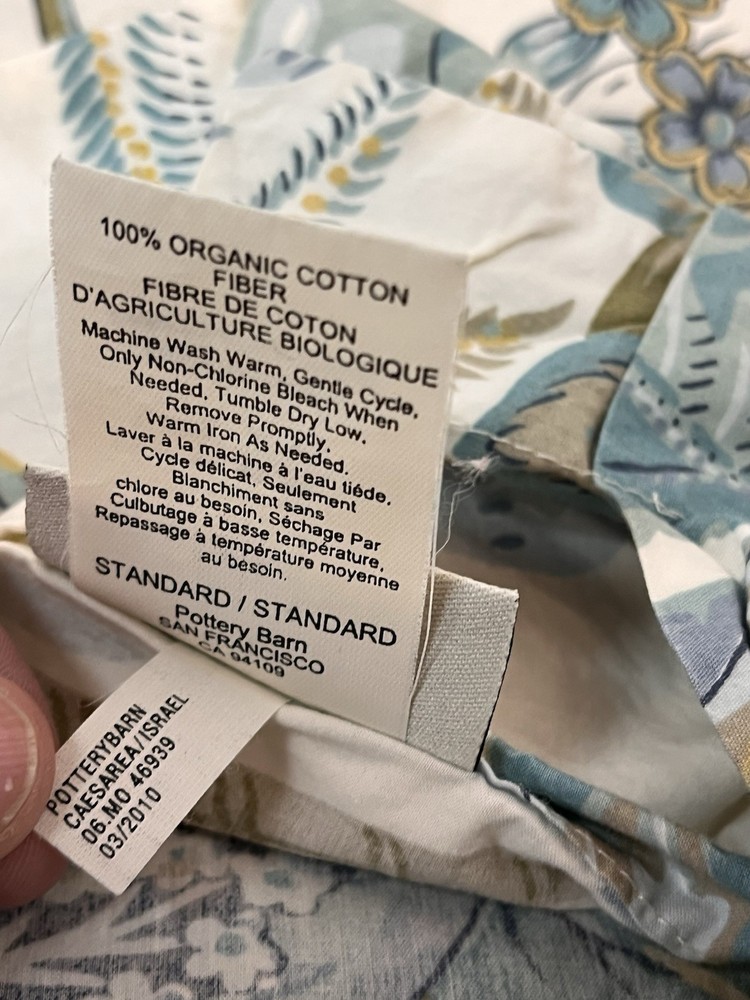 100% ORGANIC COTTON
FIBER
FIBRE DE COTON
D'AGRICULTURE BIOLOGIQUE
Machine Wash Warm, Gentle Cycle,
Only Non-Chlorine Bleach When
Needed, Tumble Dry Low,
Remove Promptly,
Warm Iron As Needed.
Laver à la machine à l'eau tiéde,
Cycle délicat, Seulement
Blanchiment sans
chlore au besoin, Séchage Par
Culbutage à basse température,
Repassage à température moyenne
au besoin.
STANDARD / STANDARD
Pottery Barn
SAN FRANCISCO
CA 94109
POTTERYBARN
CAESAREA/ISRAEL
06.MO 46939
03/2010